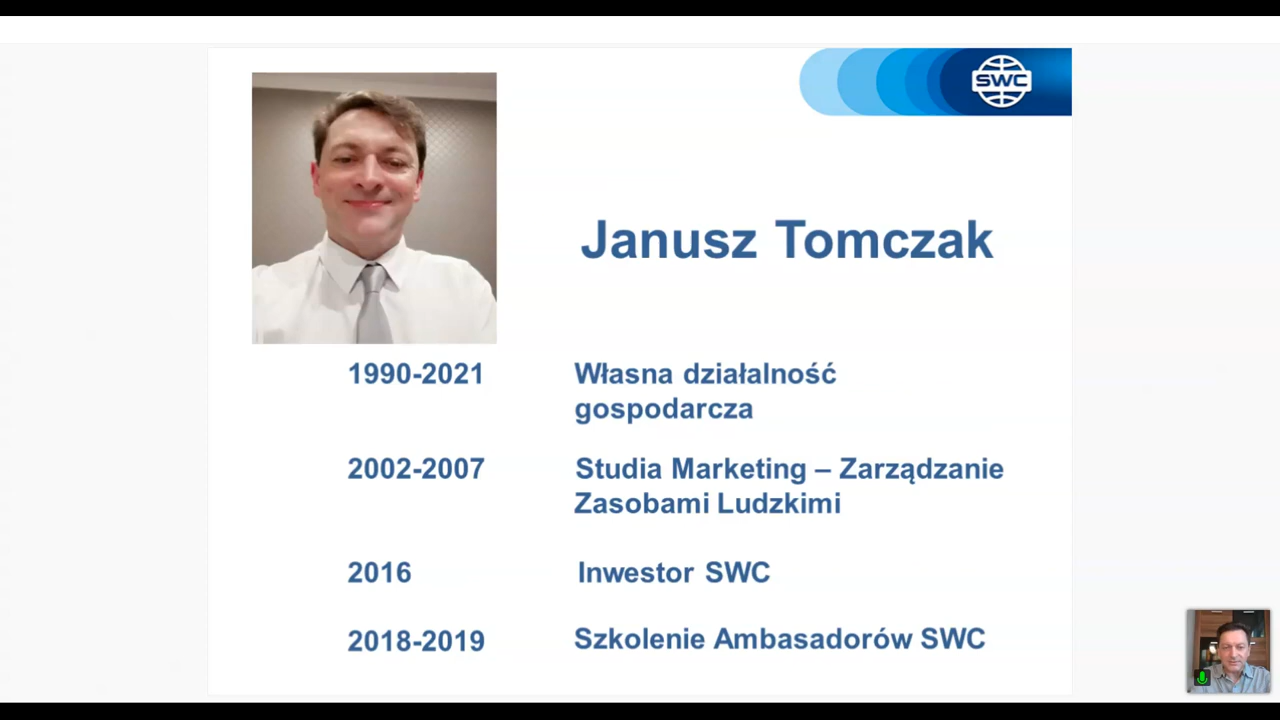 SWC
Janusz Tomczak
1990-2021 Własna działalność
gospodarcza
2002-2007 Studia Marketing – Zarządzanie
Zasobami Ludzkimi
2016 Inwestor SWC
2018-2019 Szkolenie Ambasadorów SWC